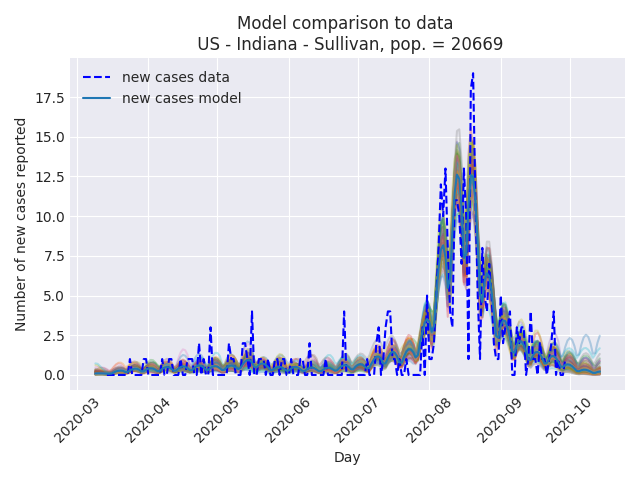 Model comparison to data
US - Indiana - Sullivan, pop. = 20669
new cases data
new cases model
Number of new cases reported
17.5
15.0
12.5
10.0
7.5
5.0
2.5
0.0
2020-03
2020-04
2020-05
2020-06
2020-07
2020-08
2020-09
2020-10
Day